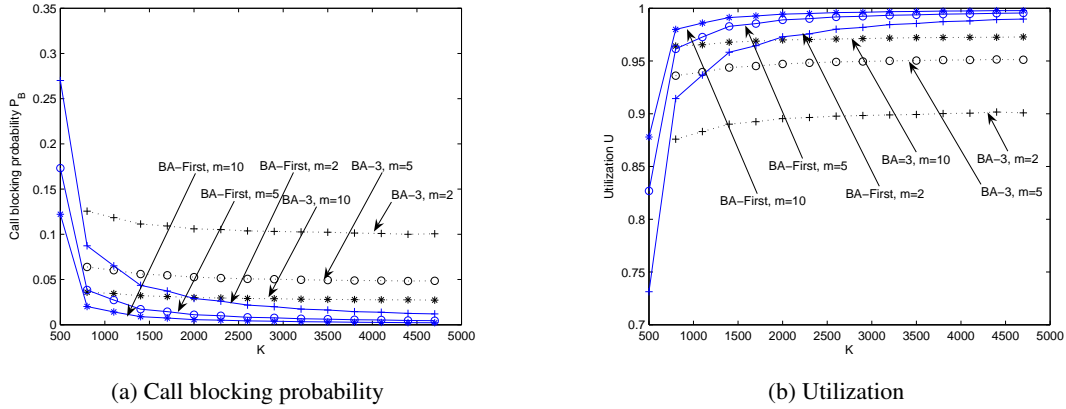 0.35
0.3
0.25
0.2
0.15
0.1
0.05
0
Call blocking probability P_B
BA-First, m=10
BA-First, m=2
BA-3, m=5
BA-First, m=5
BA-3, m=10
BA-3, m=2
500 1000 1500 2000 2500 3000 3500 4000 4500 5000
K
(a) Call blocking probability
1
0.95
0.9
0.85
0.8
0.75
0.7
Utilization U
BA-3, m=2
BA-First, m=5
BA=3, m=10
BA-3, m=5
BA-First, m=10
BA-First, m=2
500 1000 1500 2000 2500 3000 3500 4000 4500 5000
K
(b) Utilization